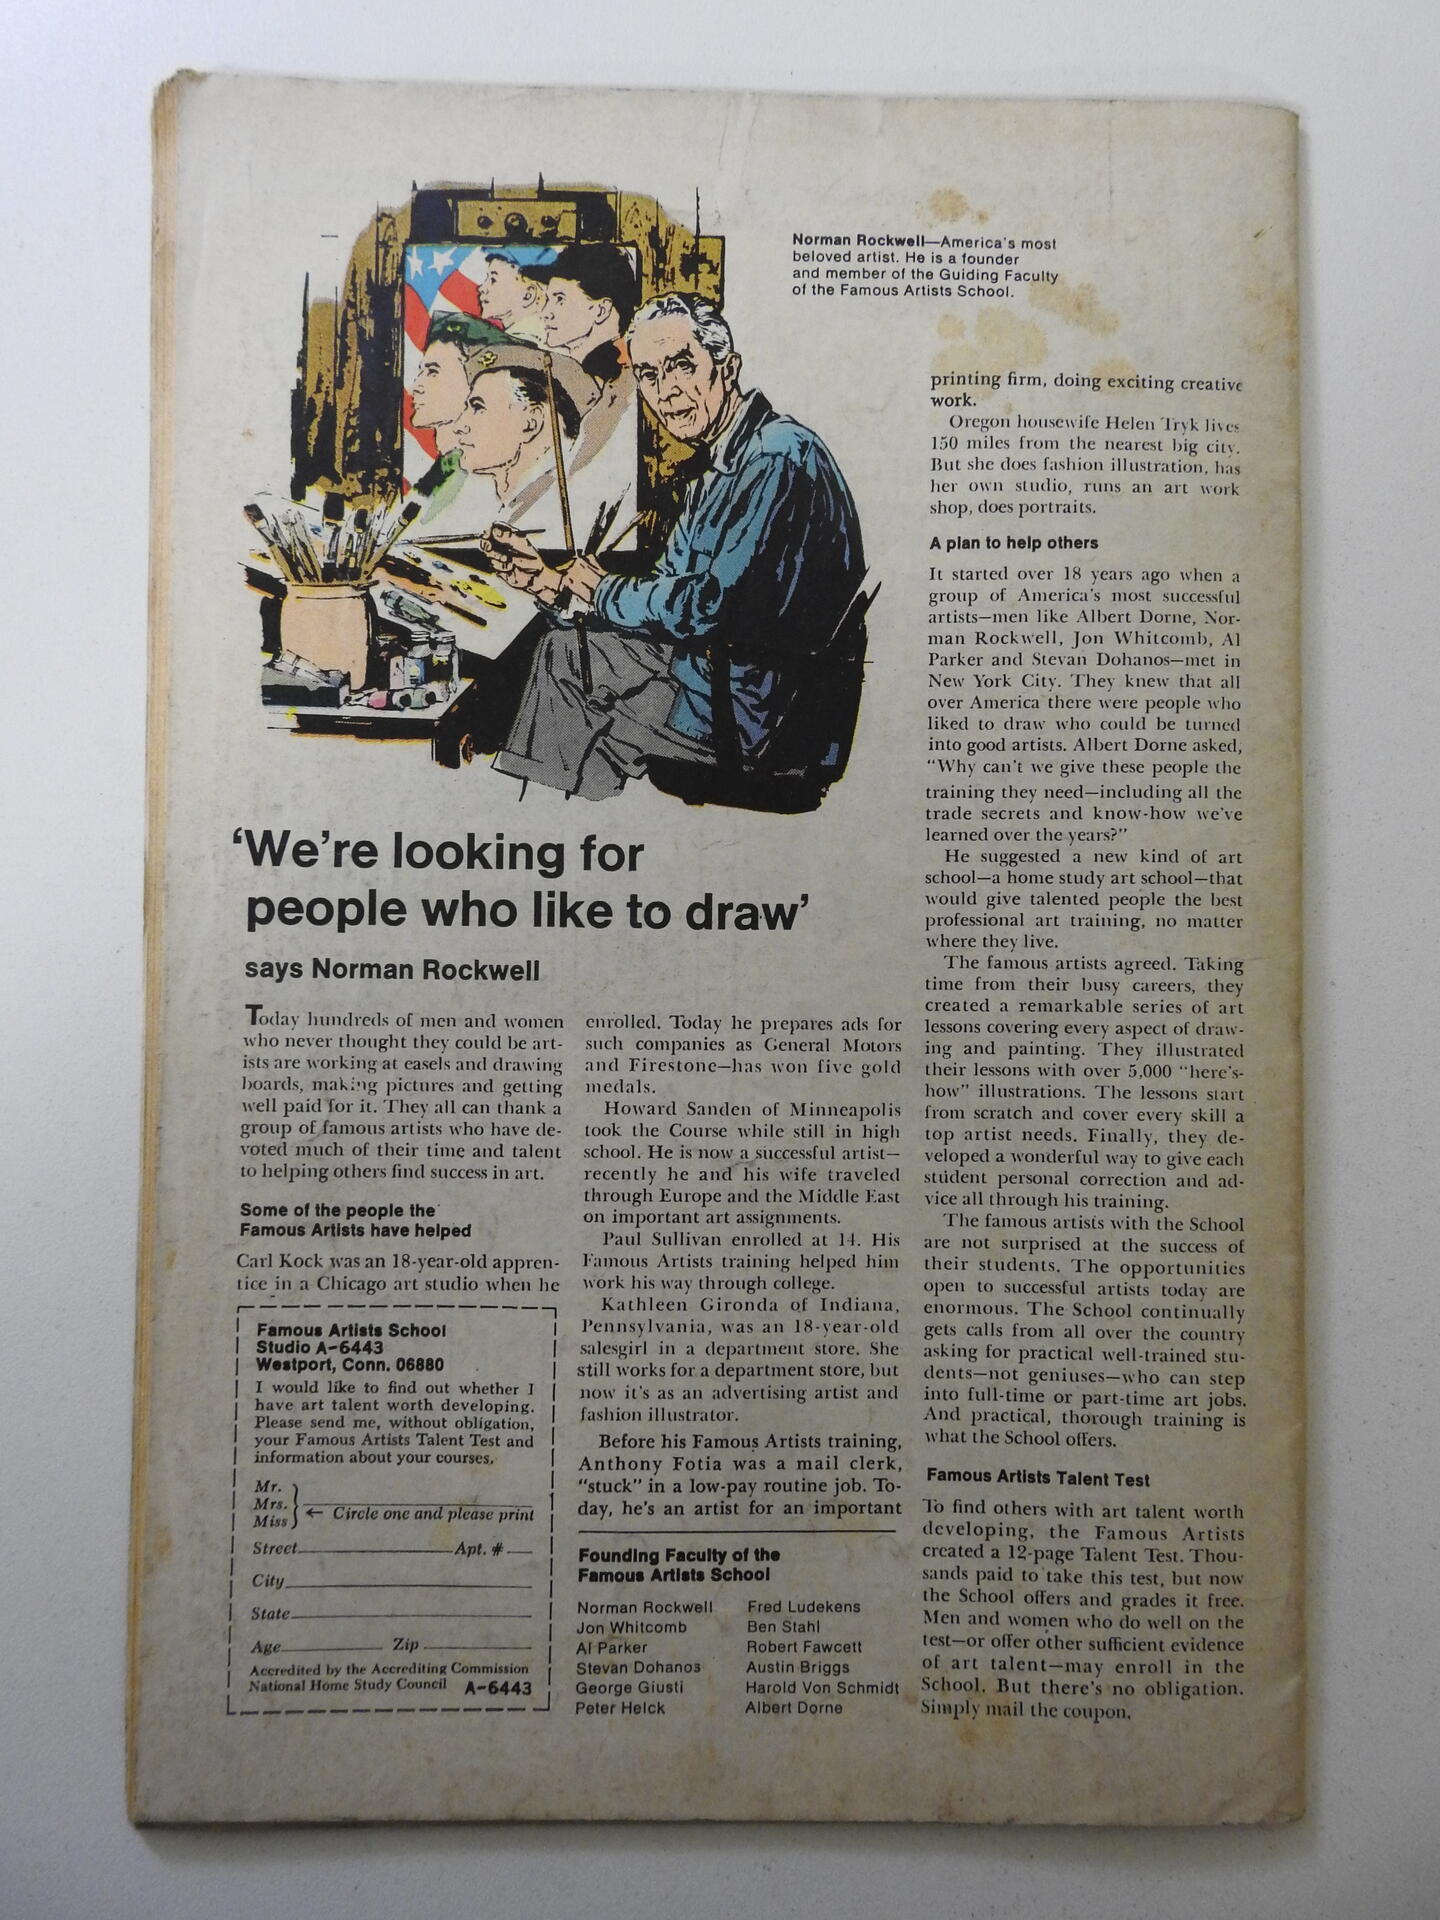 Norman Rockwell—America's most
beloved artist. He is a founder
and member of the Guiding Faculty
of the Famous Artists School.
'We're looking for
people who like to draw'
says Norman Rockwell
Today hundreds of men and women
who never thought they could be art-
ists are working at easels and drawing
boards, making pictures and getting
well paid for it. They all can thank a
group of famous artists who have de-
voted much of their time and talent
to helping others find success in art.
Some of the people the
Famous Artists have helped
Carl Kock was an 18-year-old appren-
tice in a Chicago art studio when he
enrolled. Today he prepares ads for
such companies as General Motors
and Firestone—has won five gold
medals.
Howard Sanden of Minneapolis
took the Course while still in high
school. He is now a successful artist—
recently he and his wife traveled
through Europe and the Middle East
on important art assignments.
Paul Sullivan enrolled at 14. His
Famous Artists training helped him
work his way through college.
Kathleen Gironda of Indiana,
Pennsylvania, was an 18-year-old
salesgirl in a department store. She
still works for a department store, but
now it's as an advertising artist and
fashion illustrator.
Before his Famous Artists training,
Anthony Fotia was a mail clerk,
"stuck" in a low-pay routine job. To-
day, he's an artist for an important
printing firm, doing exciting creative
work.
Oregon housewife Helen Tryk lives
150 miles from the nearest big city.
But she does fashion illustration, has
her own studio, runs an art work
shop, does portraits.
A plan to help others
It started over 18 years ago when a
group of America's most successful
artists—men like Albert Dorne, Nor-
man Rockwell, Jon Whitcomb, Al
Parker and Stevan Dohanos—met in
New York City. They knew that all
over America there were people who
liked to draw who could be turned
into good artists. Albert Dorne asked,
"Why can't we give these people the
training they need—including all the
trade secrets and know-how we've
learned over the years?"
He suggested a new kind of art
school—a home study art school—that
would give talented people the best
professional art training, no matter
where they live.
The famous artists agreed. Taking
time from their busy careers, they
created a remarkable series of art
lessons covering every aspect of draw-
ing and painting. They illustrated
their lessons with over 5,000 "here's-
how" illustrations. The lessons start
from scratch and cover every skill a
top artist needs. Finally, they de-
veloped a wonderful way to give each
student personal correction and ad-
vice all through his training.
The famous artists with the School
are not surprised at the success of
their students. The opportunities
open to successful artists today are
enormous. The School continually
gets calls from all over the country
asking for practical well-trained stu-
dents—not geniuses—who can step
into full-time or part-time art jobs.
And practical, thorough training is
what the School offers.
Famous Artists Talent Test
To find others with art talent worth
developing, the Famous Artists
created a 12-page Talent Test. Thou-
sands paid to take this test, but now
the School offers and grades it free.
Men and women who do well on the
test—or offer other sufficient evidence
of art talent—may enroll in the
School. But there's no obligation.
Simply mail the coupon.
Famous Artists School
Studio A-6443
Westport, Conn. 06880
I would like to find out whether I
have art talent worth developing.
Please send me, without obligation,
your Famous Artists Talent Test and
information about your courses.
Mr.
Mrs.
Miss
← Circle one and please print
Street Apt. #
City
State
Age Zip
Accredited by the Accrediting Commission
National Home Study Council A-6443
Founding Faculty of the
Famous Artists School
Norman Rockwell
Jon Whitcomb
Al Parker
Stevan Dohanos
George Giusti
Peter Helck
Fred Ludekens
Ben Stahl
Robert Fawcett
Austin Briggs
Harold Von Schmidt
Albert Dorne